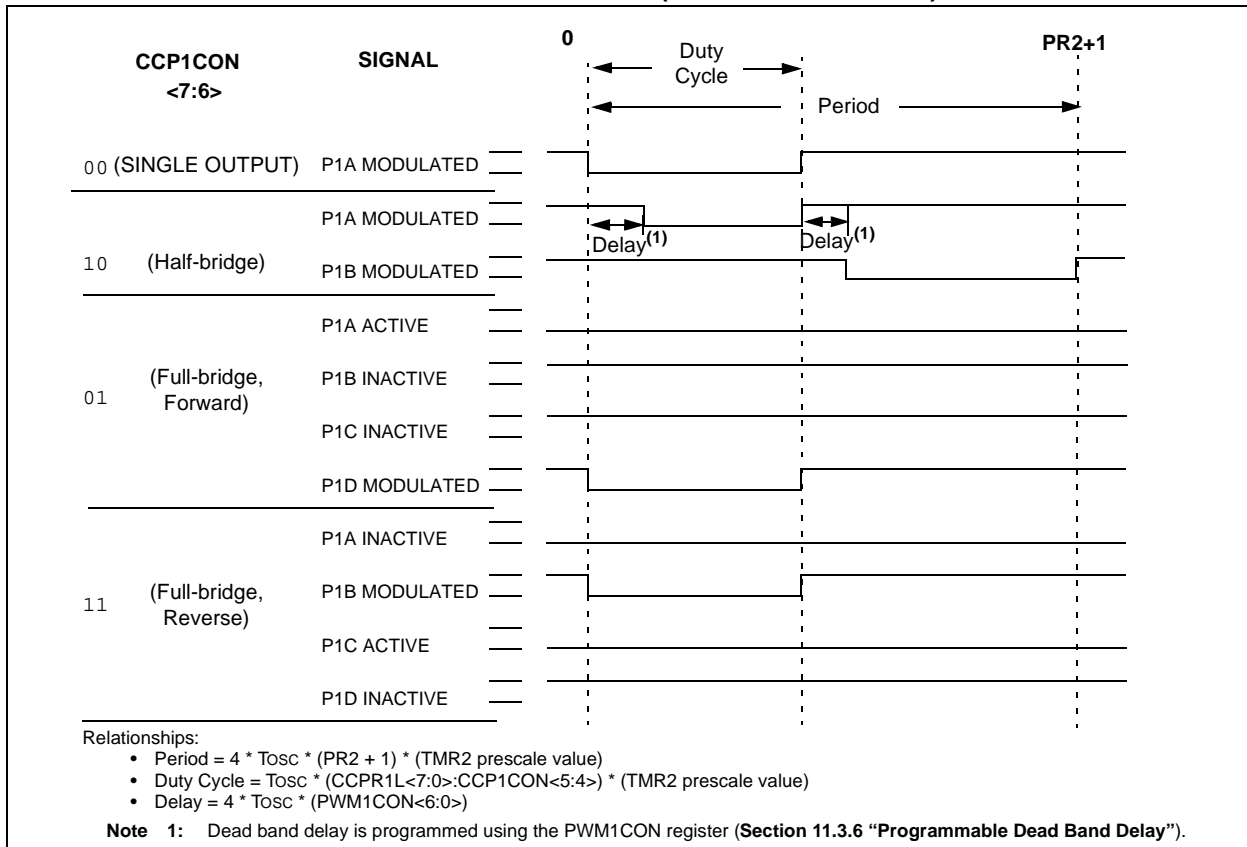 CCP1CON
<7:6>
SIGNAL
0
Duty
Cycle
PR2+1
Period
00 (SINGLE OUTPUT) P1A MODULATED
P1A MODULATED
Delay(1) Delay(1)
10 (Half-bridge)
P1B MODULATED
P1A ACTIVE
01 (Full-bridge,
Forward)
P1B INACTIVE
P1C INACTIVE
P1D MODULATED
P1A INACTIVE
11 (Full-bridge,
Reverse)
P1B MODULATED
P1C ACTIVE
P1D INACTIVE
Relationships:
• Period = 4 * TOSC * (PR2 + 1) * (TMR2 prescale value)
• Duty Cycle = TOSC * (CCPR1L<7:0>:CCP1CON<5:4>) * (TMR2 prescale value)
• Delay = 4 * TOSC * (PWM1CON<6:0>)
Note 1: Dead band delay is programmed using the PWM1CON register (Section 11.3.6 “Programmable Dead Band Delay”).